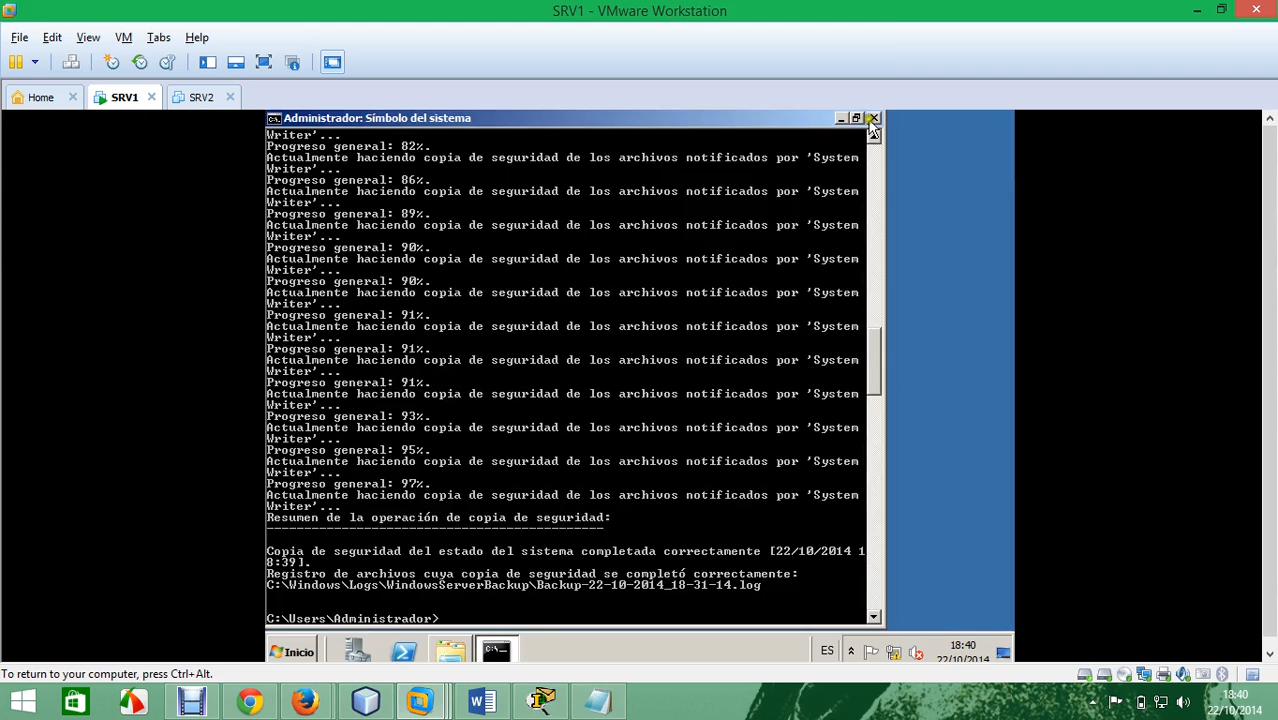 SRV1 - VMware Workstation
File Edit View VM Tabs Help
Home SRV1 SRV2
Administrador: Símbolo del sistema
Writer'...
Progreso general: 82%.
Actualmente haciendo copia de seguridad de los archivos notificados por 'System
Writer'...
Progreso general: 86%.
Actualmente haciendo copia de seguridad de los archivos notificados por 'System
Writer'...
Progreso general: 89%.
Actualmente haciendo copia de seguridad de los archivos notificados por 'System
Writer'...
Progreso general: 90%.
Actualmente haciendo copia de seguridad de los archivos notificados por 'System
Writer'...
Progreso general: 90%.
Actualmente haciendo copia de seguridad de los archivos notificados por 'System
Writer'...
Progreso general: 91%.
Actualmente haciendo copia de seguridad de los archivos notificados por 'System
Writer'...
Progreso general: 91%.
Actualmente haciendo copia de seguridad de los archivos notificados por 'System
Writer'...
Progreso general: 91%.
Actualmente haciendo copia de seguridad de los archivos notificados por 'System
Writer'...
Progreso general: 93%.
Actualmente haciendo copia de seguridad de los archivos notificados por 'System
Writer'...
Progreso general: 95%.
Actualmente haciendo copia de seguridad de los archivos notificados por 'System
Writer'...
Progreso general: 97%.
Actualmente haciendo copia de seguridad de los archivos notificados por 'System
Writer'...
Resumen de la operación de copia de seguridad:
---------------------------------------------
Copia de seguridad del estado del sistema completada correctamente [22/10/2014 1
8:39].
Registro de archivos cuya copia de seguridad se completó correctamente:
C:\Windows\Logs\WindowsServerBackup\Backup-22-10-2014_18-31-14.log
C:\Users\Administrador>
Inicio C:\ ES 18:40
22/10/2014
To return to your computer, press Ctrl+Alt.
18:40
22/10/2014